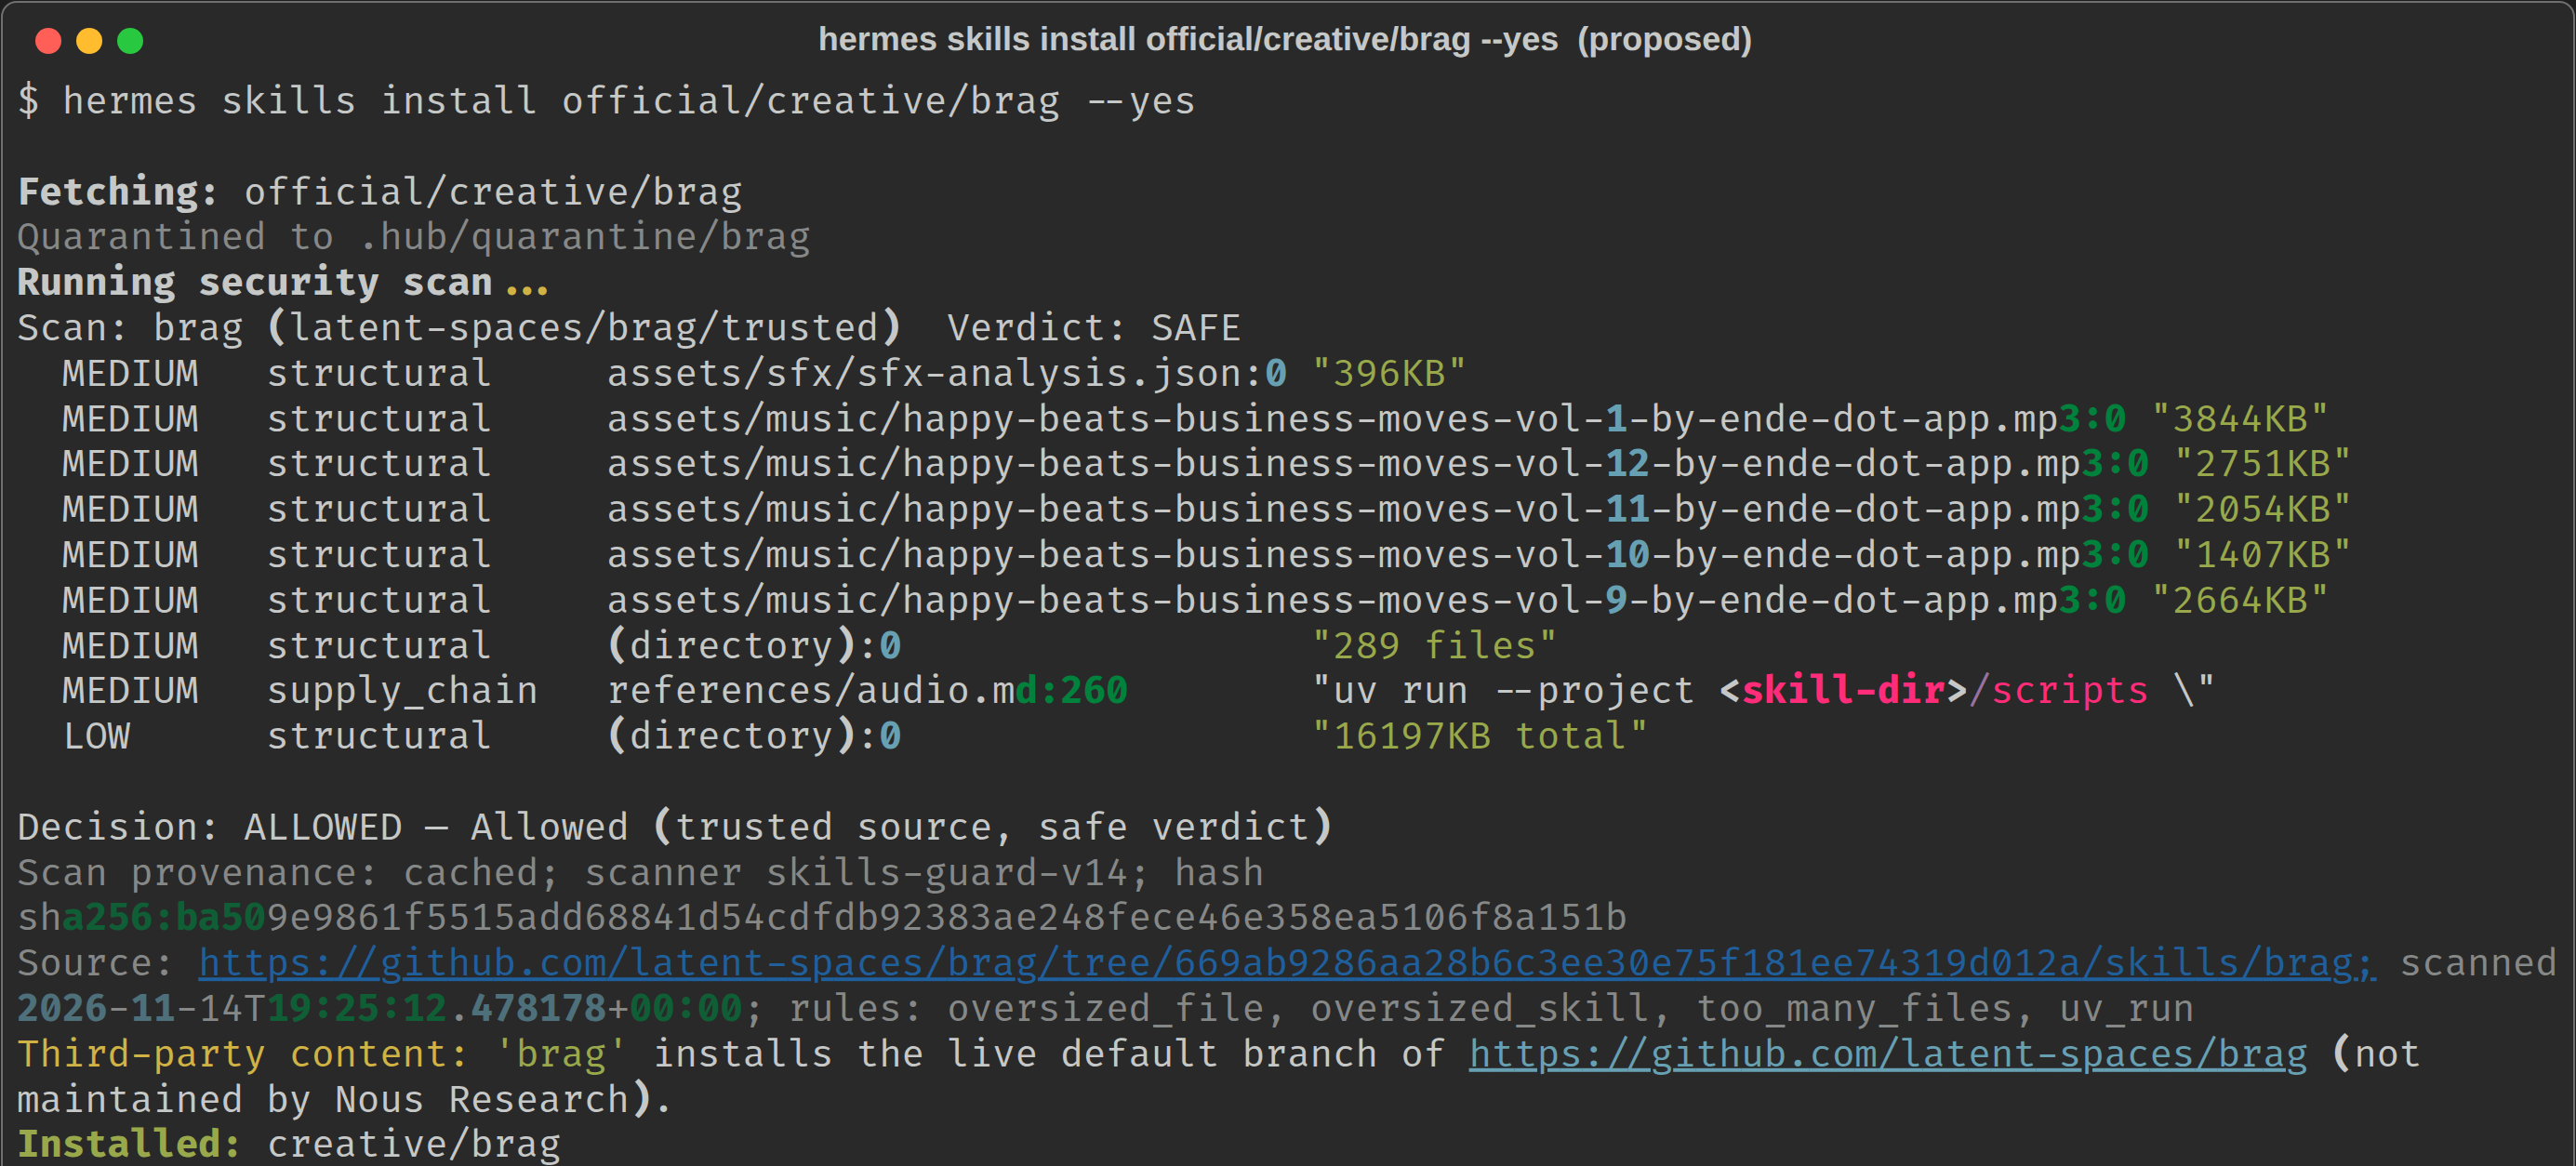 hermes skills install official/creative/brag --yes  (proposed)
$ hermes skills install official/creative/brag --yes
Fetching: official/creative/brag
Quarantined to .hub/quarantine/brag
Running security scan...
Scan: brag (latent-spaces/brag/trusted)  Verdict: SAFE
  MEDIUM   structural     assets/sfx/sfx-analysis.json:0 "396KB"
  MEDIUM   structural     assets/music/happy-beats-business-moves-vol-1-by-ende-dot-app.mp3:0 "3844KB"
  MEDIUM   structural     assets/music/happy-beats-business-moves-vol-12-by-ende-dot-app.mp3:0 "2751KB"
  MEDIUM   structural     assets/music/happy-beats-business-moves-vol-11-by-ende-dot-app.mp3:0 "2054KB"
  MEDIUM   structural     assets/music/happy-beats-business-moves-vol-10-by-ende-dot-app.mp3:0 "1407KB"
  MEDIUM   structural     assets/music/happy-beats-business-moves-vol-9-by-ende-dot-app.mp3:0 "2664KB"
  MEDIUM   structural     (directory):0                  "289 files"
  MEDIUM   supply_chain   references/audio.md:260        "uv run --project <skill-dir>/scripts \"
  LOW      structural     (directory):0                  "16197KB total"
Decision: ALLOWED — Allowed (trusted source, safe verdict)
Scan provenance: cached; scanner skills-guard-v14; hash
sha256:ba509e9861f5515add68841d54cdfdb92383ae248fece46e358ea5106f8a151b
Source: https://github.com/latent-spaces/brag/tree/669ab9286aa28b6c3ee30e75f181ee74319d012a/skills/brag; scanned
2026-11-14T19:25:12.478178+00:00; rules: oversized_file, oversized_skill, too_many_files, uv_run
Third-party content: 'brag' installs the live default branch of https://github.com/latent-spaces/brag (not
maintained by Nous Research).
Installed: creative/brag